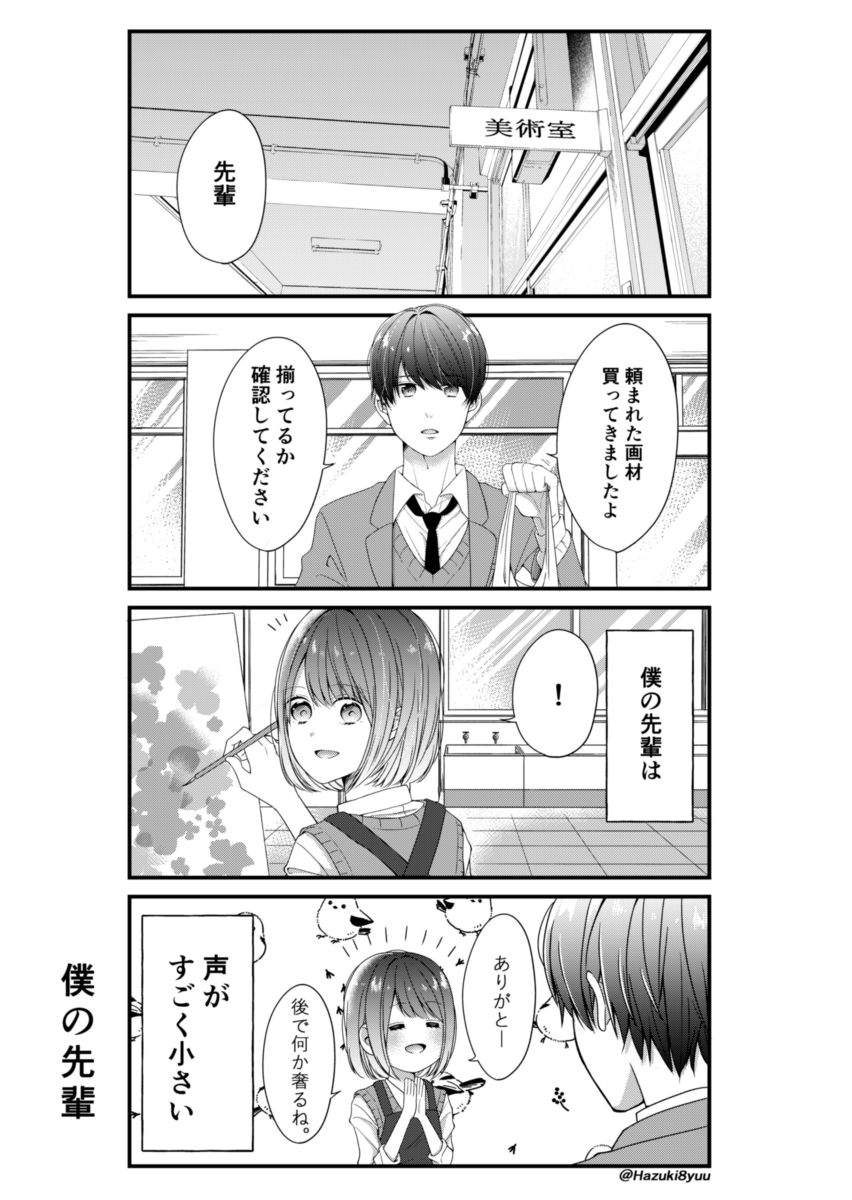 美術室
先輩
頼まれた画材
買ってきましたよ
揃ってるか
確認してください
僕の先輩は
！
ありがとー
後で何か奢るね。
声が
すごく小さい
僕の先輩
@Hazuki8yuu